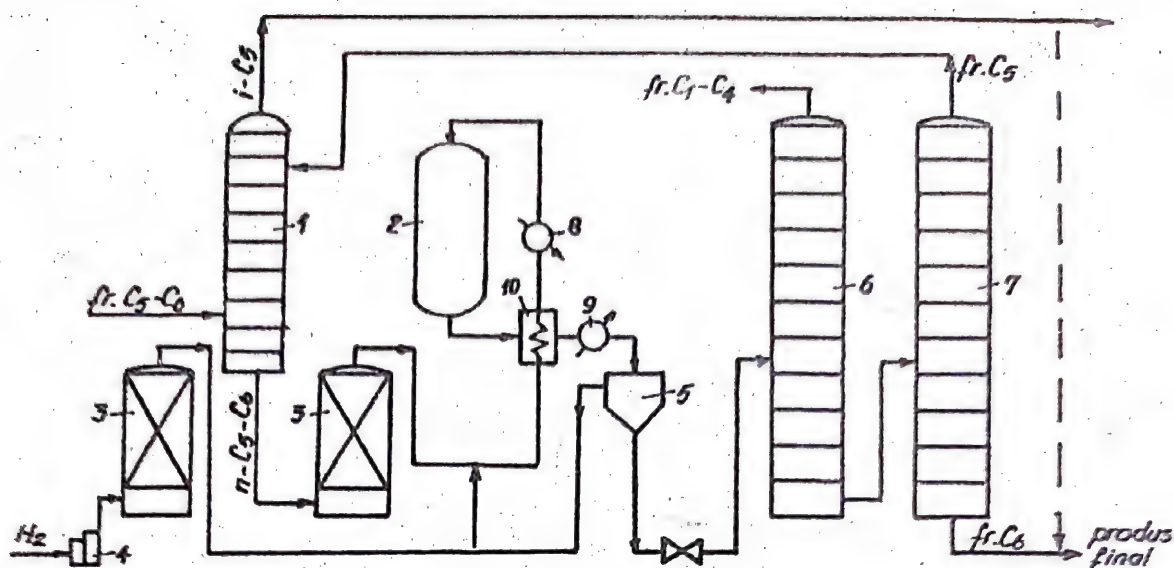 i-C5
fr.C5
fr.C1-C4
1
2
8
fr.C5-C6
10
9
6
7
3
3
5
n-C5-C6
H2
4
fr.C6
produs
final